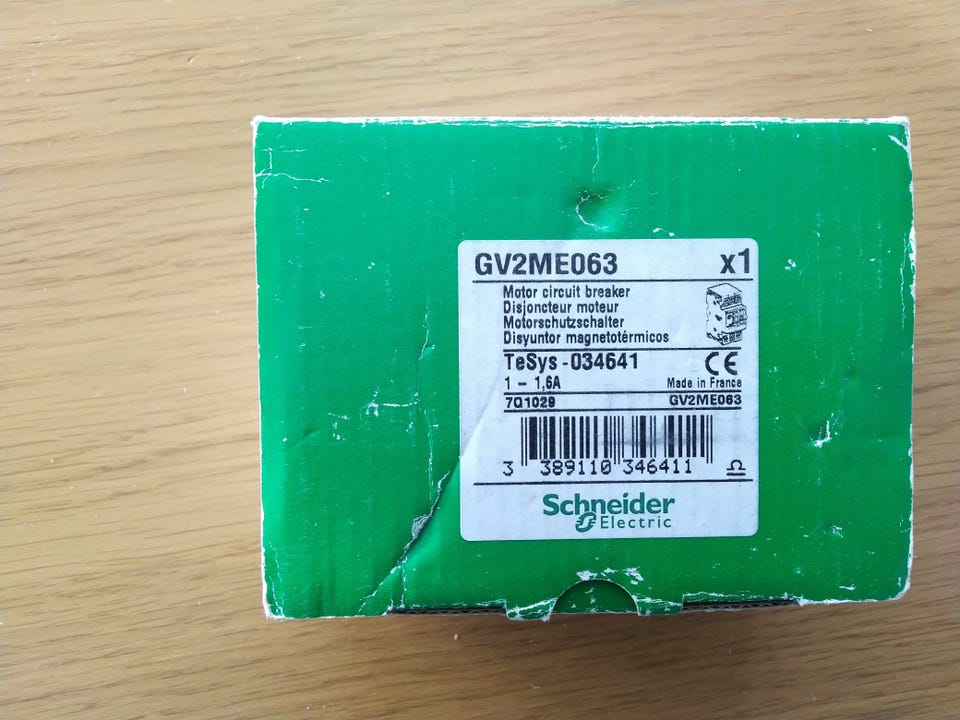 GV2ME063 x1
Motor circuit breaker
Disjoncteur moteur
Motorschutzschalter
Disyuntor magnetotérmicos
TeSys - 034641 CE
1 - 1,6A Made in France
7Q1029 GV2ME063
3 389110 346411
Schneider
Electric